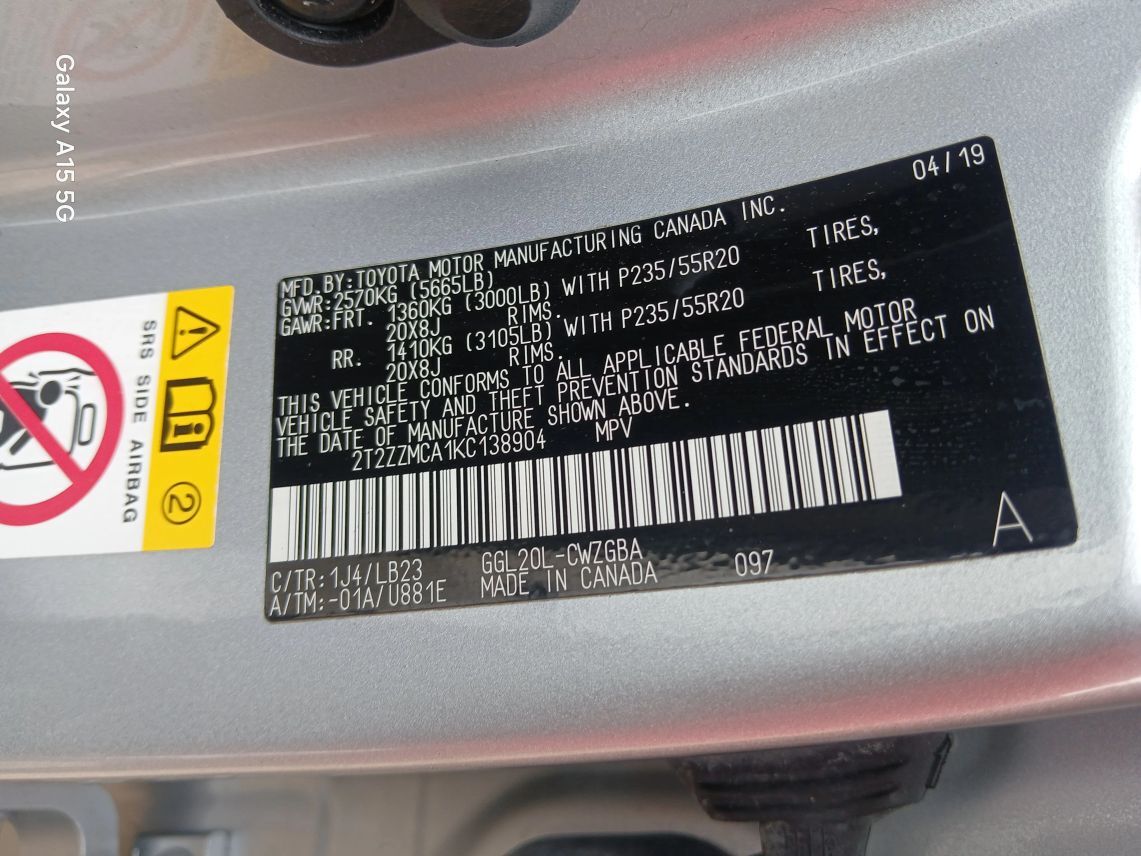 04/19
MFD.BY:TOYOTA MOTOR MANUFACTURING CANADA INC.
GVWR:2570KG (5665LB)
GAWR:FRT. 1360KG (3000LB) WITH P235/55R20 TIRES,
20X8J RIMS.
RR. 1410KG (3105LB) WITH P235/55R20 TIRES,
20X8J RIMS.
THIS VEHICLE CONFORMS TO ALL APPLICABLE FEDERAL MOTOR
VEHICLE SAFETY AND THEFT PREVENTION STANDARDS IN EFFECT ON
THE DATE OF MANUFACTURE SHOWN ABOVE.
2T2ZZMCA1KC138904 MPV
A
C/TR:1J4/LB23 GGL20L-CWZGBA
A/TM:-01A/U881E MADE IN CANADA 097
SRS SIDE AIRBAG
2
Galaxy A15 5G